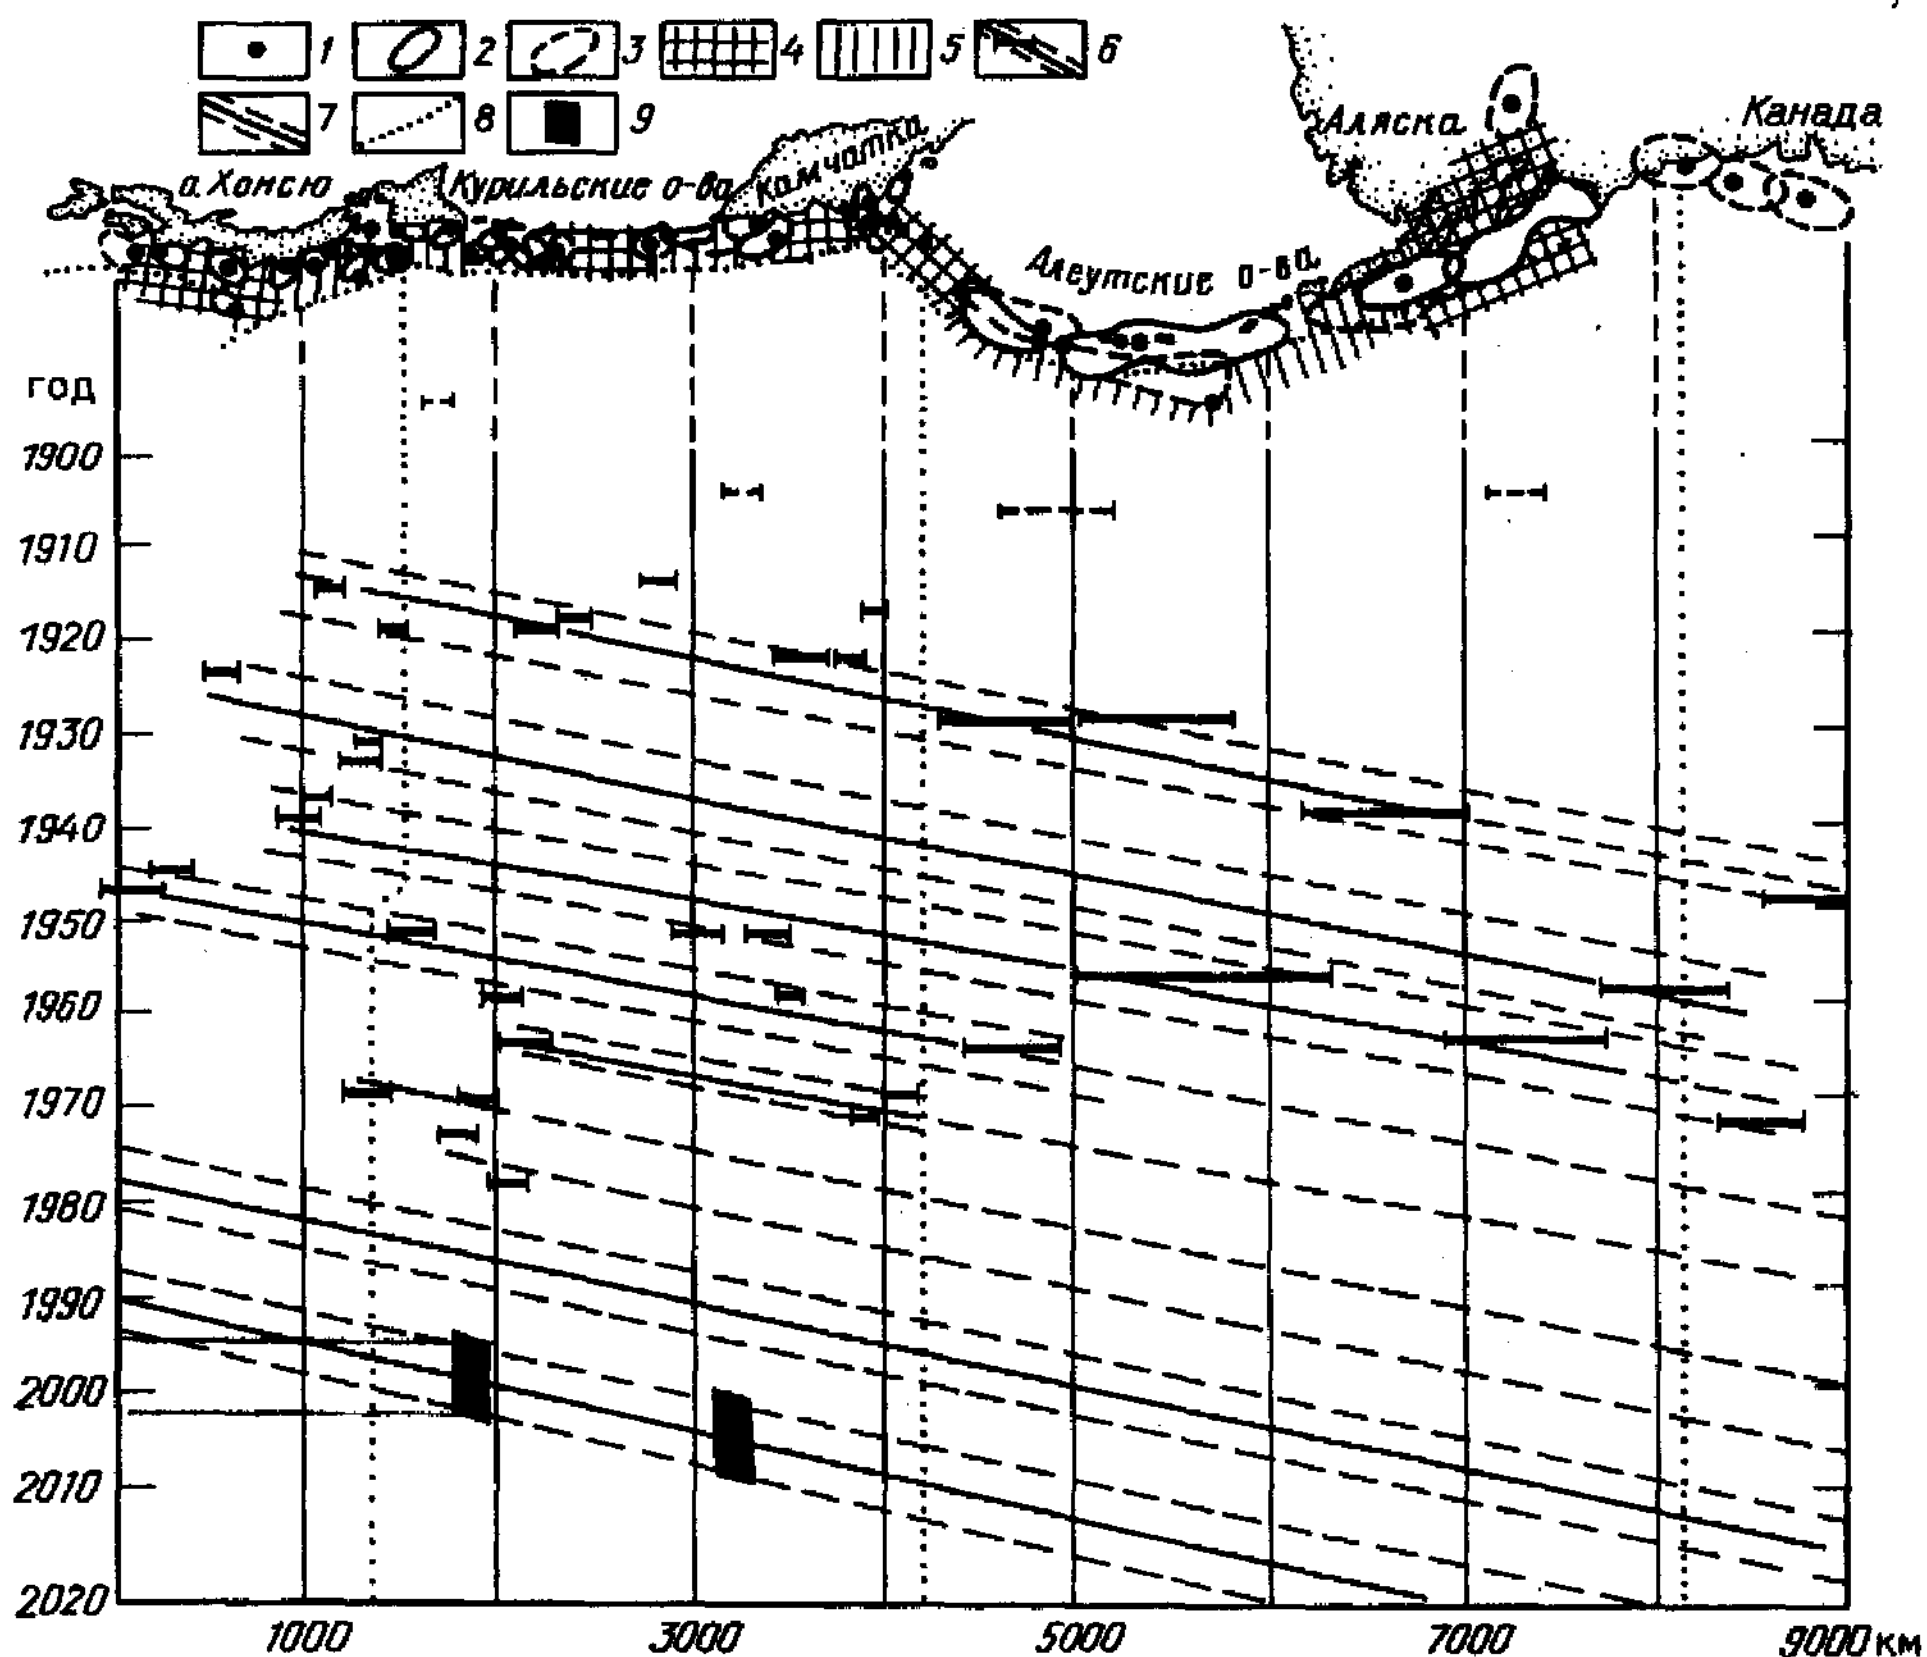 1 2 3 4 5 6
7 8 9
Аляска
Канада
о. Хонсю
Курильские о-ва
Камчатка
Алеутские о-ва
год
1900
1910
1920
1930
1940
1950
1960
1970
1980
1990
2000
2010
2020
1000 3000 5000 7000 9000 км